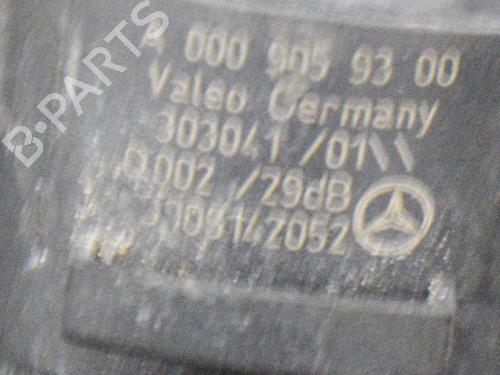 A 000 905 93 00
Valeo Germany
303041 /01\\
Q002 /29dB
B-PARTS